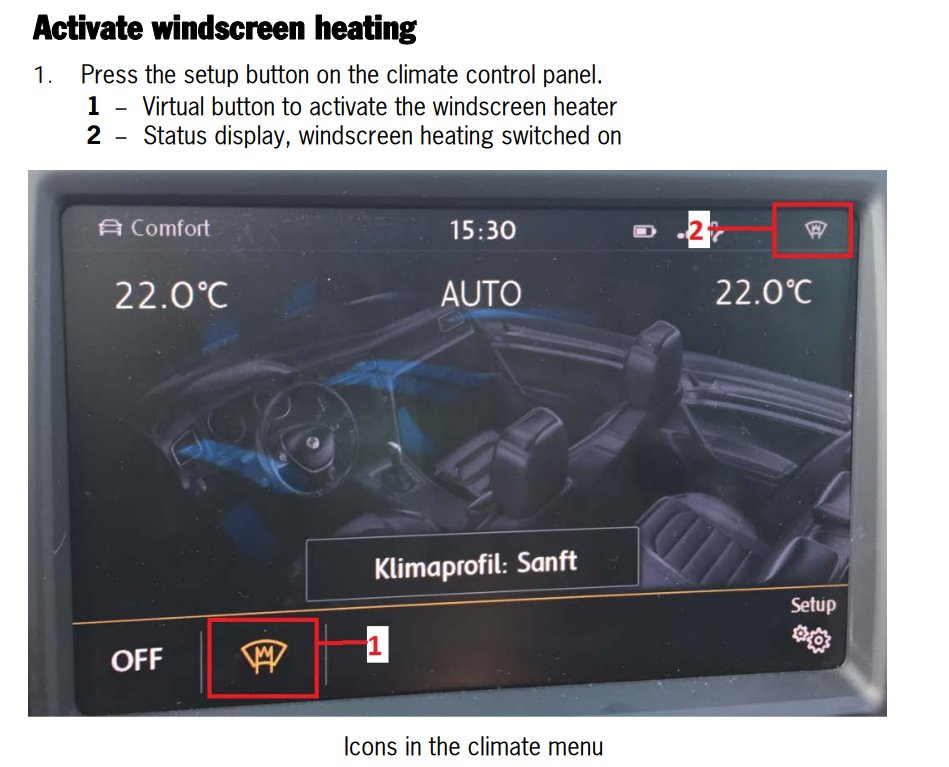 Activate windscreen heating
1. Press the setup button on the climate control panel.
1 – Virtual button to activate the windscreen heater
2 – Status display, windscreen heating switched on
Comfort 15:30 2
22.0°C AUTO 22.0°C
Klimaprofil: Sanft
Setup
OFF 1
Icons in the climate menu